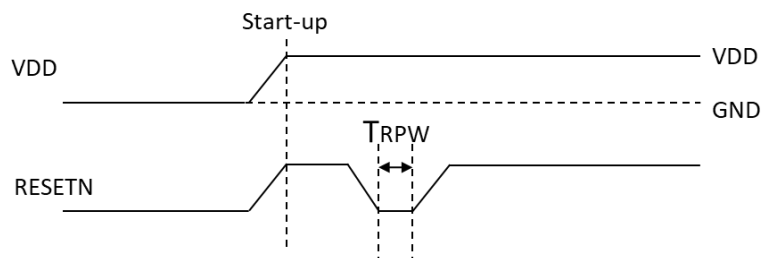 Start-up
VDD
VDD
GND
TRPW
RESETN